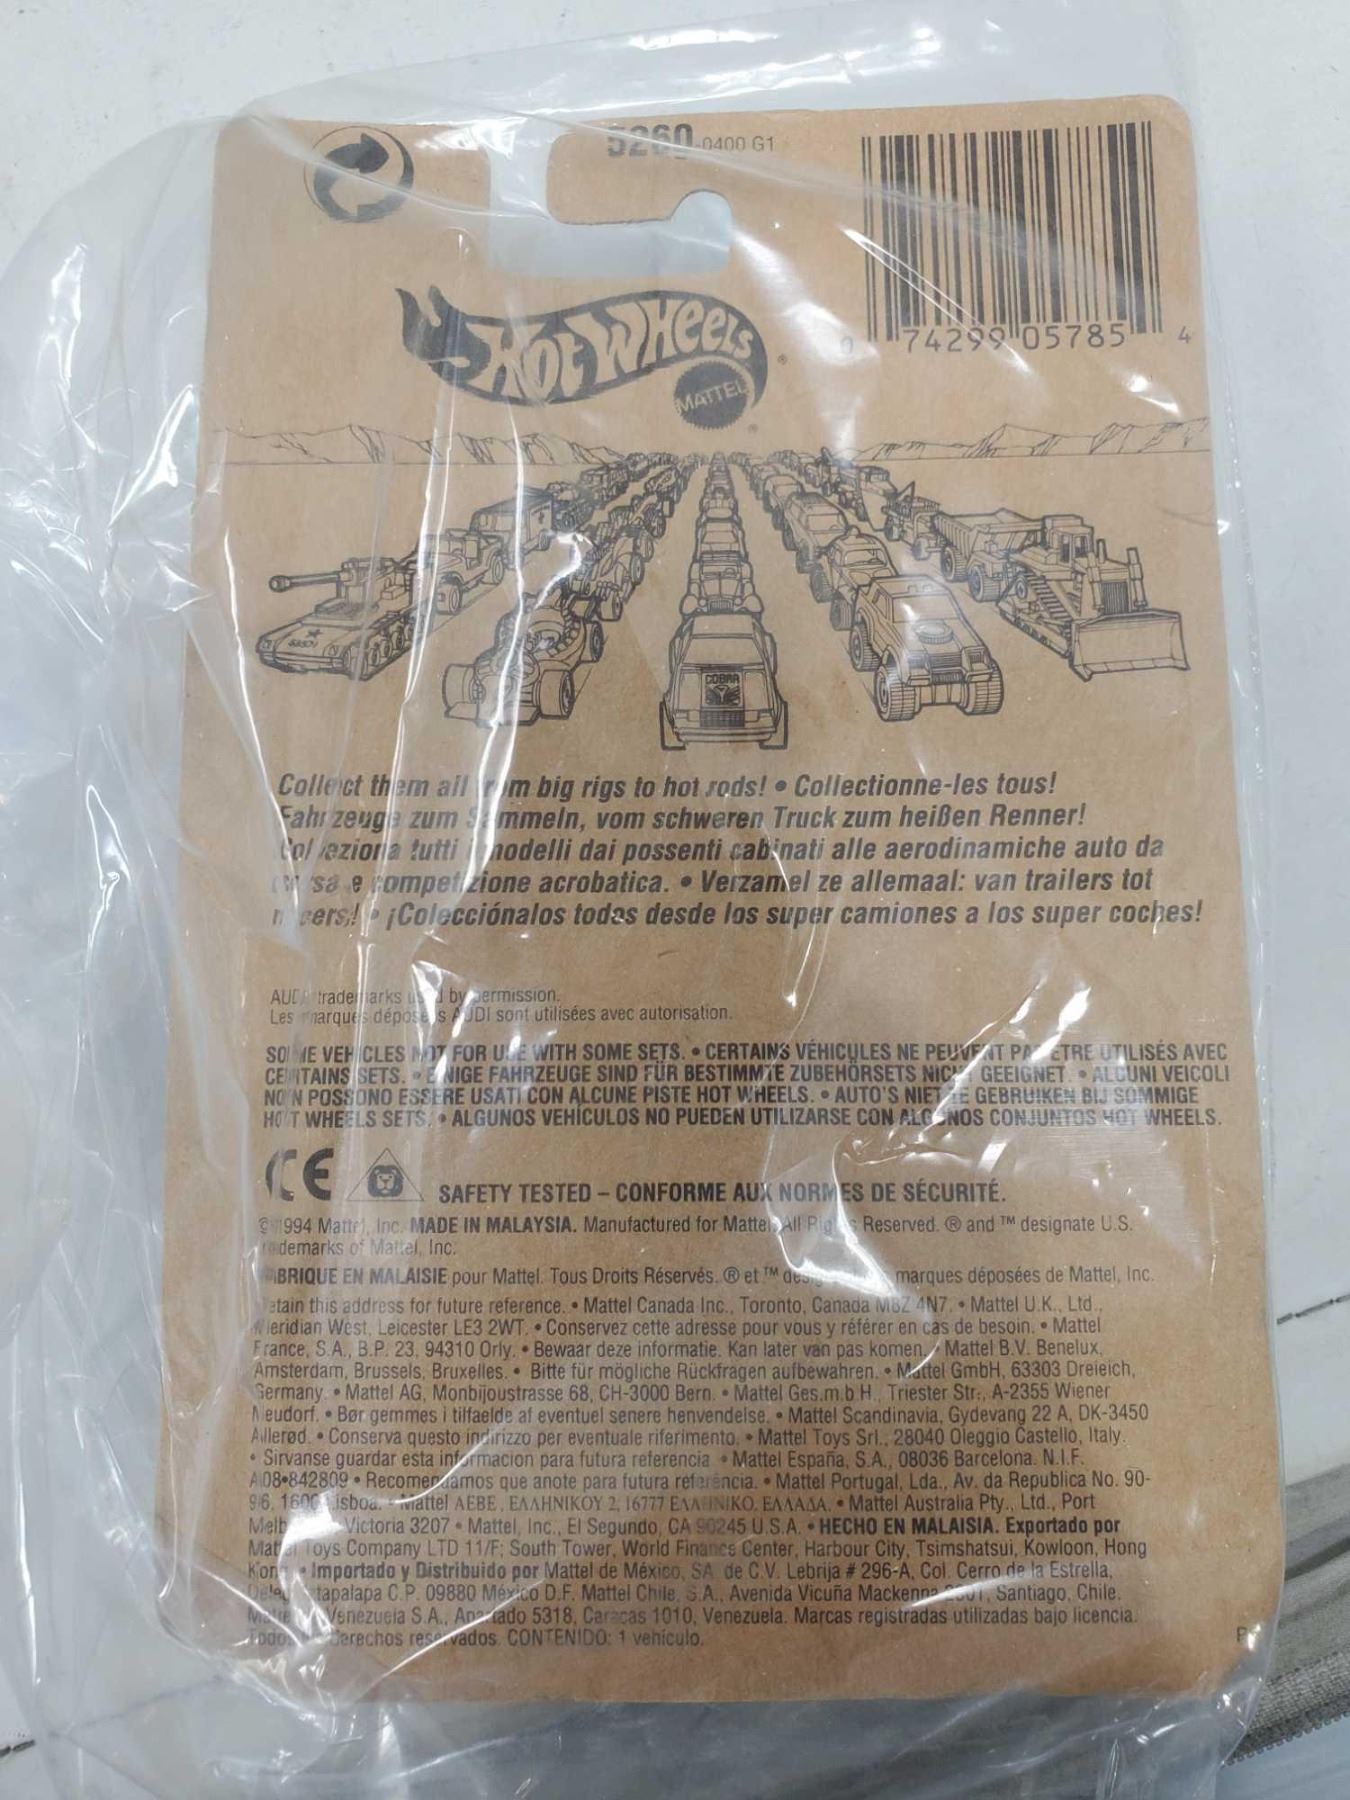 5260-0400 G1
0 74299 05785 4
Hot Wheels ®
MATTEL
®
COBRA
Collect them all from big rigs to hot rods! • Collectionne-les tous!
Fahrzeuge zum Sammeln, vom schweren Truck zum heißen Renner!
Colleziona tutti i modelli dai possenti cabinati alle aerodinamiche auto da
corsa e competizione acrobatica. • Verzamel ze allemaal: van trailers tot
racers! • ¡Colecciónalos todos desde los super camiones a los super coches!
AUDI trademarks used by permission.
Les marques déposées AUDI sont utilisées avec autorisation.
SOME VEHICLES NOT FOR USE WITH SOME SETS. • CERTAINS VÉHICULES NE PEUVENT PAS ETRE UTILISÉS AVEC
CERTAINS SETS. • EINIGE FAHRZEUGE SIND FÜR BESTIMMTE ZUBEHÖRSETS NICHT GEEIGNET. • ALCUNI VEICOLI
NON POSSONO ESSERE USATI CON ALCUNE PISTE HOT WHEELS. • AUTO'S NIET TE GEBRUIKEN BIJ SOMMIGE
HOT WHEELS SETS. • ALGUNOS VEHÍCULOS NO PUEDEN UTILIZARSE CON ALGUNOS CONJUNTOS HOT WHEELS.
CE SAFETY TESTED – CONFORME AUX NORMES DE SÉCURITÉ.
© 1994 Mattel, Inc. MADE IN MALAYSIA. Manufactured for Mattel. All Rights Reserved. ® and ™ designate U.S.
trademarks of Mattel, Inc.
FABRIQUE EN MALAISIE pour Mattel. Tous Droits Réservés. ® et ™ marques déposées de Mattel, Inc.
Retain this address for future reference. • Mattel Canada Inc., Toronto, Canada M8Z 4N7. • Mattel U.K., Ltd.,
Meridian West, Leicester LE3 2WT. • Conservez cette adresse pour vous y référer en cas de besoin. • Mattel
France, S.A., B.P. 23, 94310 Orly. • Bewaar deze informatie. Kan later van pas komen. • Mattel B.V. Benelux,
Amsterdam, Brussels, Bruxelles. • Bitte für mögliche Rückfragen aufbewahren. • Mattel GmbH, 63303 Dreieich,
Germany. • Mattel AG, Monbijoustrasse 68, CH-3000 Bern. • Mattel Ges.m.b.H., Triester Str., A-2355 Wiener
Neudorf. • Bør gemmes i tilfaelde af eventuel senere henvendelse. • Mattel Scandinavia, Gydevang 22 A, DK-3450
Allerød. • Conserva questo indirizzo per eventuale riferimento. • Mattel Toys Srl., 28040 Oleggio Castello, Italy.
• Sirvanse guardar esta informacion para futura referencia • Mattel España, S.A., 08036 Barcelona. N.I.F.
A08•842809 • Recomendamos que anote para futura referência. • Mattel Portugal, Lda., Av. da Republica No. 90-
96, 1600 Lisboa. • Mattel AEBE, ΕΛΛΗΝΙΚΟΥ 2, 16777 ΕΛΛΗΝΙΚΟ, ΕΛΛΑΔΑ. • Mattel Australia Pty., Ltd., Port
Victoria 3207 • Mattel, Inc., El Segundo, CA 90245 U.S.A. • HECHO EN MALAISIA. Exportado por
Mattel Toys Company LTD 11/F; South Tower, World Finance Center, Harbour City, Tsimshatsui, Kowloon, Hong
Kong • Importado y Distribuido por Mattel de México, SA. de C.V. Lebrija # 296-A, Col. Cerro de la Estrella,
C.P. 09880 México D.F. Mattel Chile, S.A., Avenida Vicuña Mackenna Santiago, Chile.
Venezuela S.A., Apartado 5318, Caracas 1010, Venezuela. Marcas registradas utilizadas bajo licencia.
Derechos reservados. CONTENIDO: 1 vehículo.